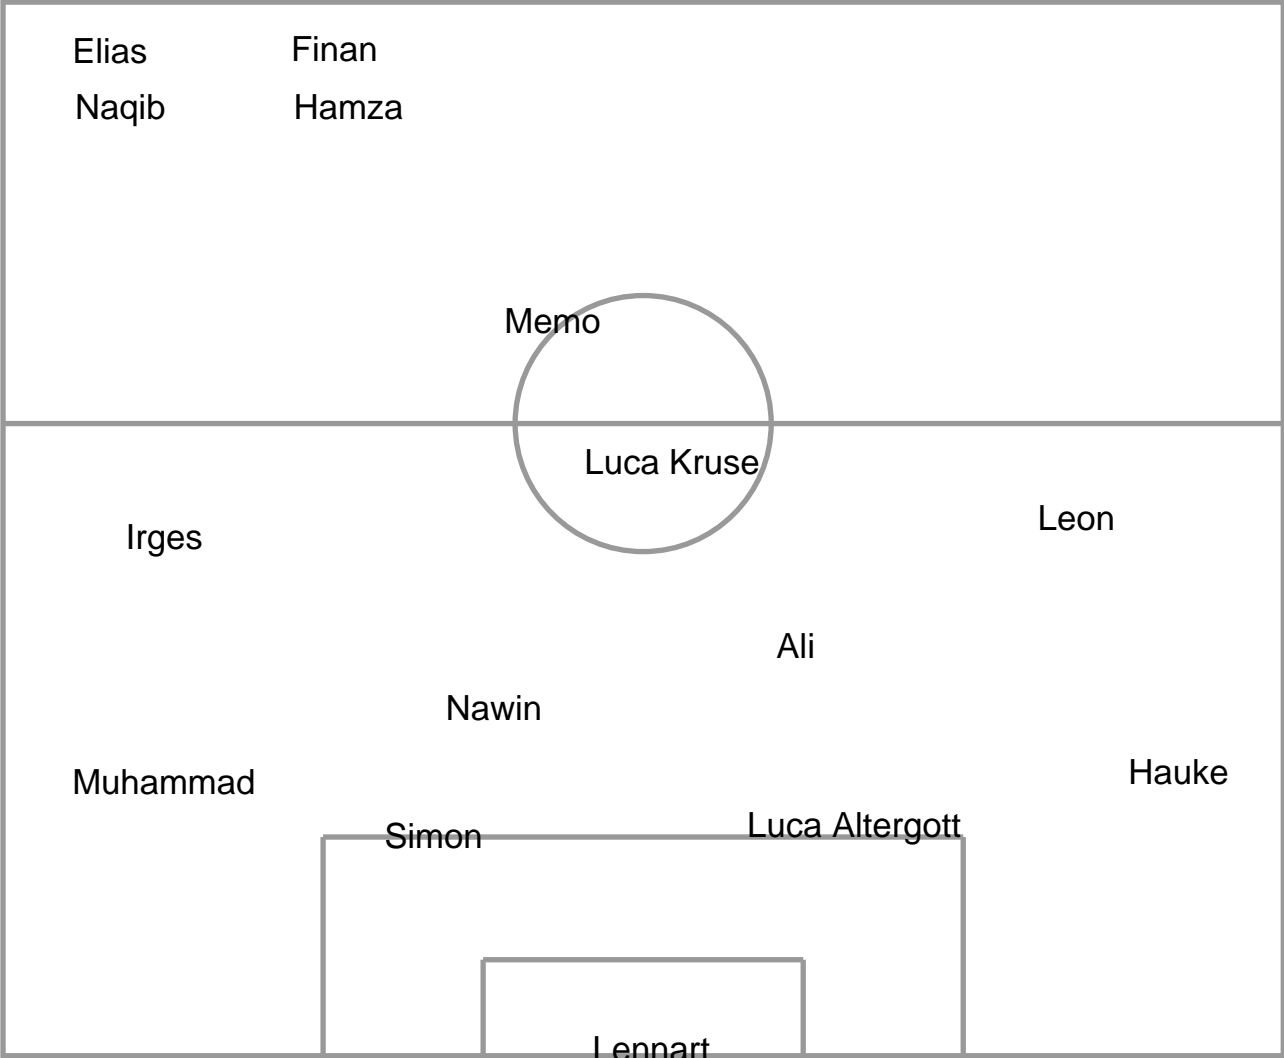 Elias Finan
Naqib Hamza
Memo
Luca Kruse
Leon
Irges
Ali
Nawin
Hauke
Muhammad
Luca Altergott
Simon
Lennart